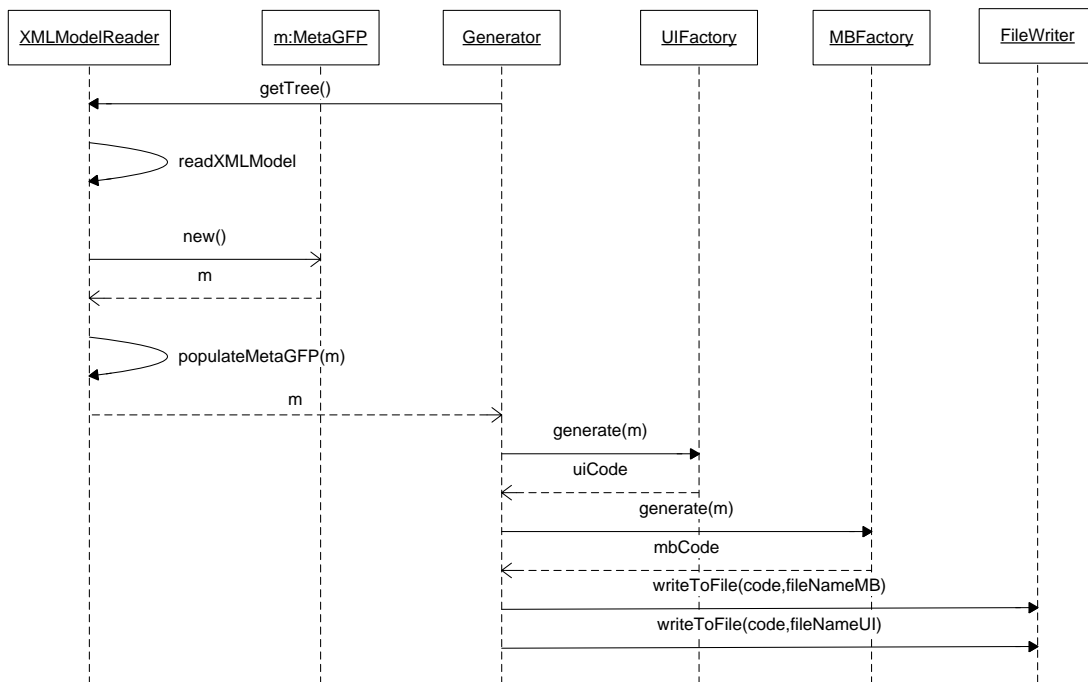 XMLModelReader
m:MetaGFP
Generator
UIFactory
MBFactory
FileWriter
getTree()
readXMLModel
new()
m
populateMetaGFP(m)
m
generate(m)
uiCode
generate(m)
mbCode
writeToFile(code,fileNameMB)
writeToFile(code,fileNameUI)